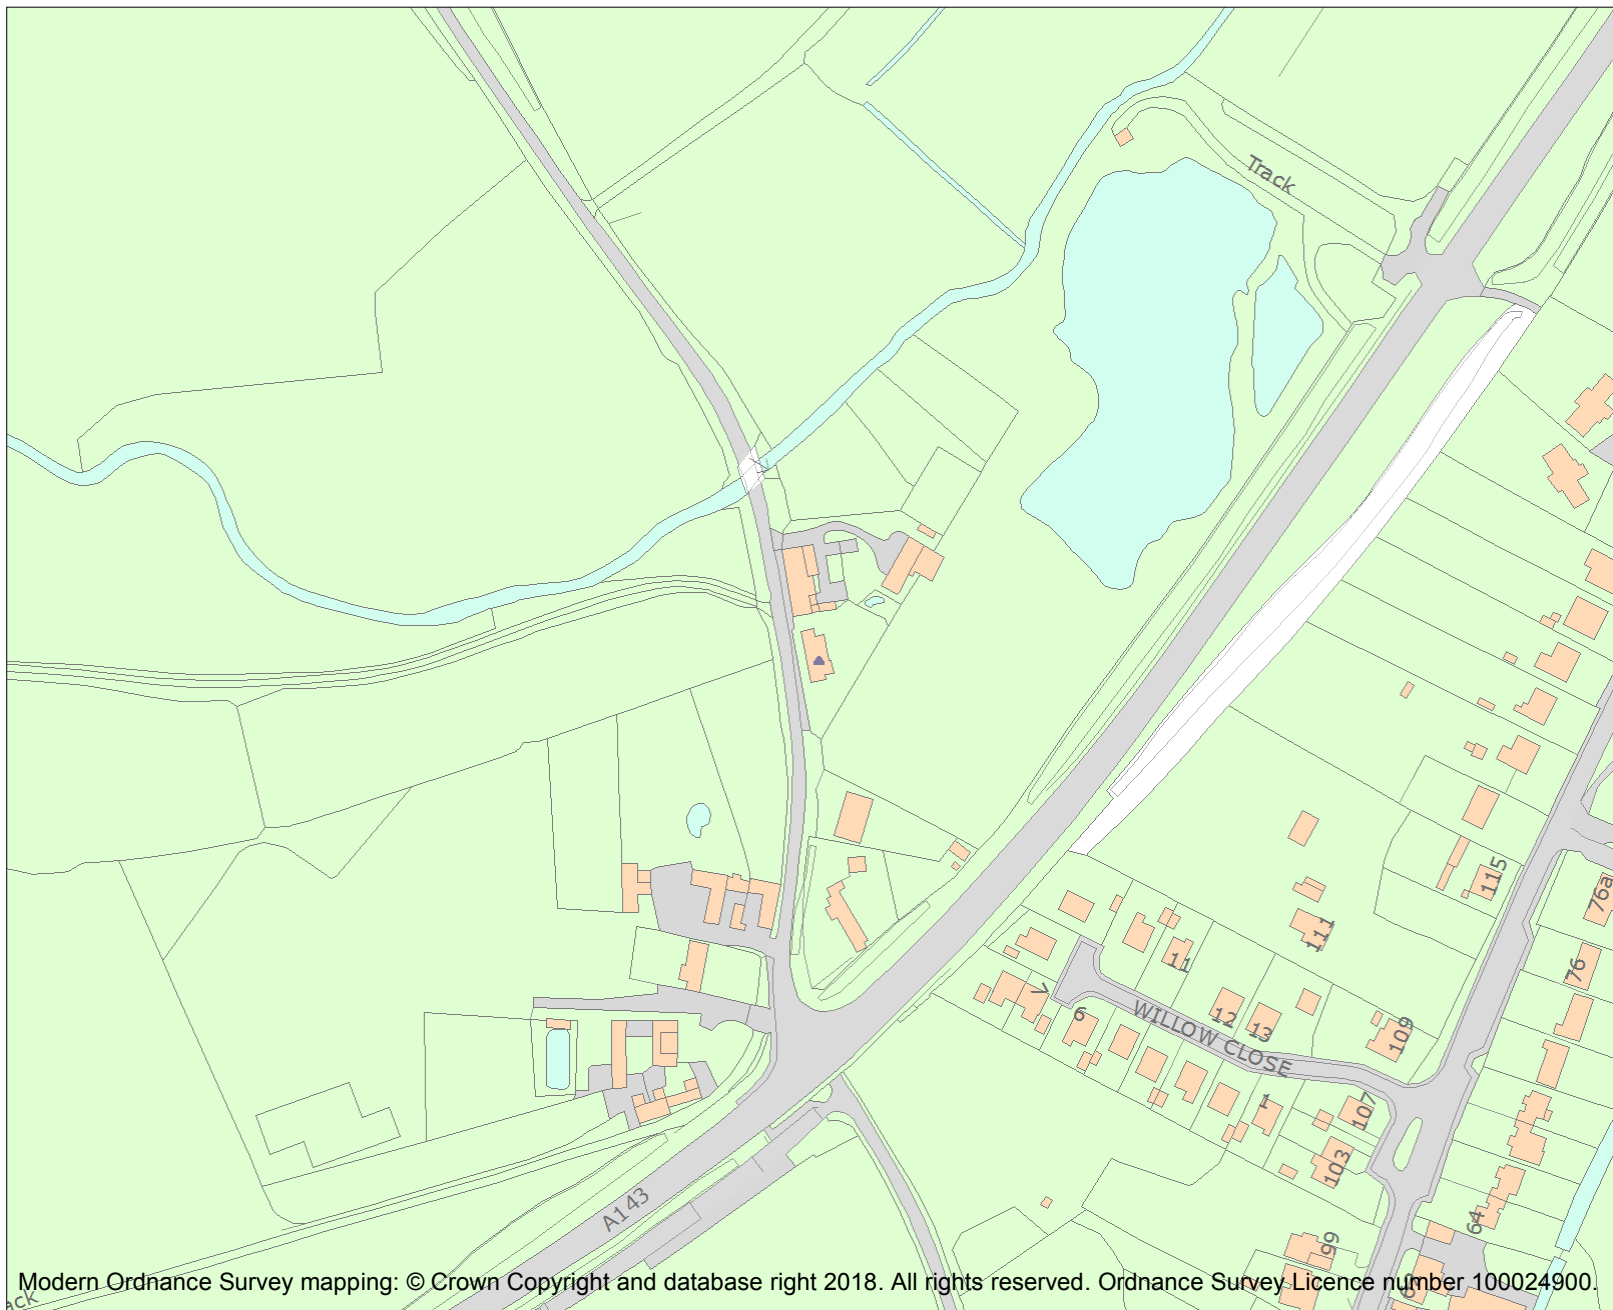 Track
115
76a
111
76
11
6
12
13
WILLOW CLOSE
109
1
107
103
A143
64
99
Modern Ordnance Survey mapping: © Crown Copyright and database right 2018. All rights reserved. Ordnance Survey Licence number 100024900.